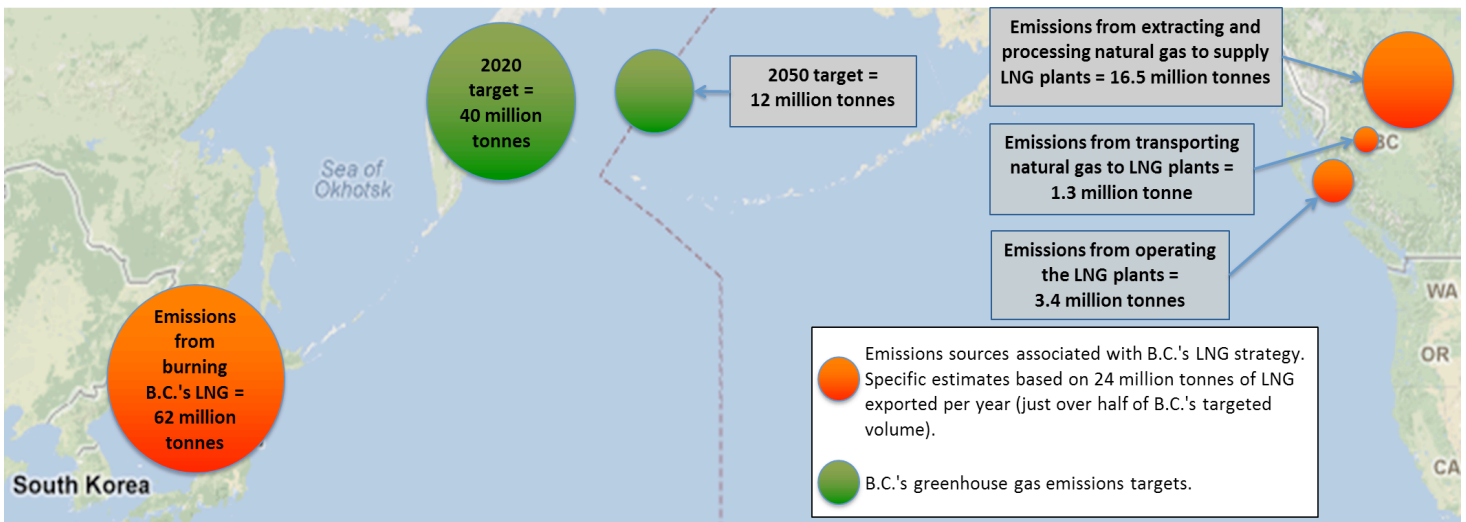 2020
target =
40 million
tonnes
2050 target =
12 million tonnes
Emissions from extracting and
processing natural gas to supply
LNG plants = 16.5 million tonnes
Emissions from transporting
natural gas to LNG plants =
1.3 million tonne
BC
Emissions from operating
the LNG plants =
3.4 million tonnes
Sea of
Okhotsk
Emissions
from
burning
B.C.'s LNG =
62 million
tonnes
South Korea
WA
OR
CA
Emissions sources associated with B.C.'s LNG strategy.
Specific estimates based on 24 million tonnes of LNG
exported per year (just over half of B.C.'s targeted
volume).
B.C.'s greenhouse gas emissions targets.